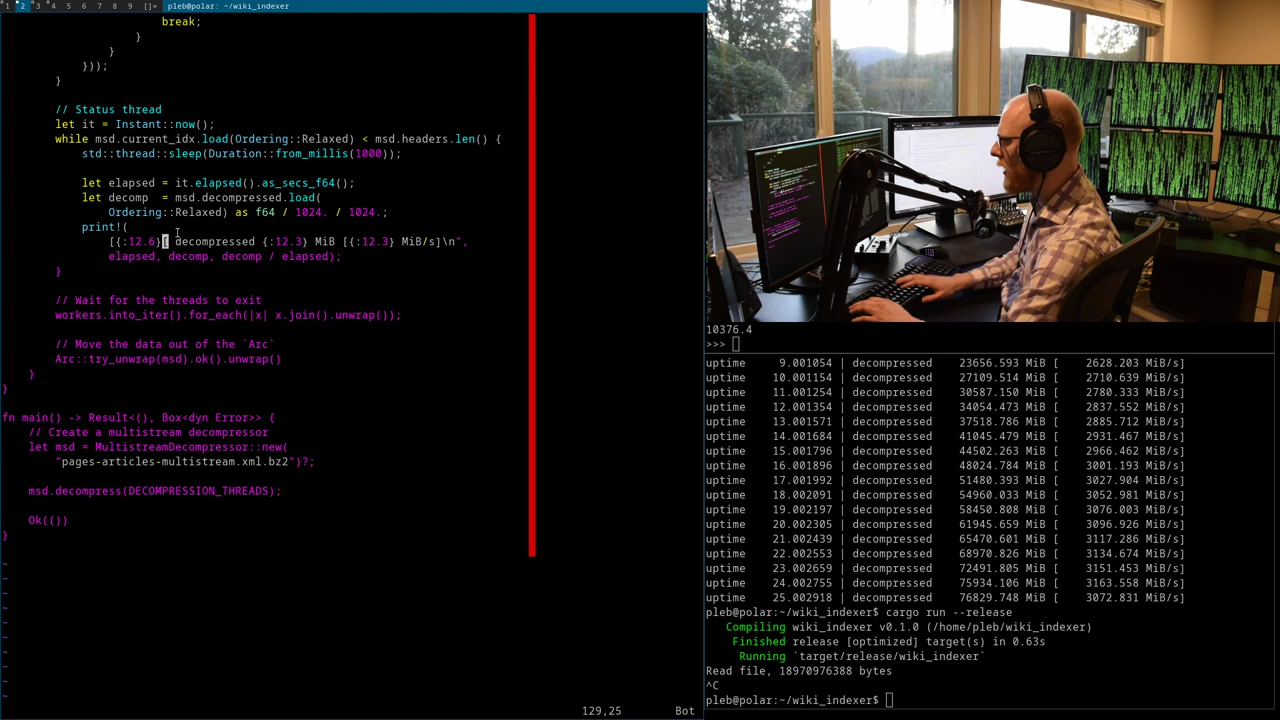 1 2 3 4 5 6 7 8 9 []= pleb@polar: ~/wiki_indexer
break;
}
}
}));
}
// Status thread
let it = Instant::now();
while msd.current_idx.load(Ordering::Relaxed) < msd.headers.len() {
std::thread::sleep(Duration::from_millis(1000));
let elapsed = it.elapsed().as_secs_f64();
let decomp  = msd.decompressed.load(
Ordering::Relaxed) as f64 / 1024. / 1024.;
print!(
[{:12.6}[ decompressed {:12.3} MiB [{:12.3} MiB/s]\n",
elapsed, decomp, decomp / elapsed);
}
// Wait for the threads to exit
workers.into_iter().for_each(|x| x.join().unwrap());
// Move the data out of the `Arc`
Arc::try_unwrap(msd).ok().unwrap()
}
}
fn main() -> Result<(), Box<dyn Error>> {
// Create a multistream decompressor
let msd = MultistreamDecompressor::new(
"pages-articles-multistream.xml.bz2")?;
msd.decompress(DECOMPRESSION_THREADS);
Ok(())
}
~
~
~
~
~
~
~
~
~
~
129,25 Bot
10376.4
>>>
uptime 9.001054 | decompressed 23656.593 MiB [ 2628.203 MiB/s]
uptime 10.001154 | decompressed 27109.514 MiB [ 2710.639 MiB/s]
uptime 11.001254 | decompressed 30587.150 MiB [ 2780.333 MiB/s]
uptime 12.001354 | decompressed 34054.473 MiB [ 2837.552 MiB/s]
uptime 13.001571 | decompressed 37518.786 MiB [ 2885.712 MiB/s]
uptime 14.001684 | decompressed 41045.479 MiB [ 2931.467 MiB/s]
uptime 15.001796 | decompressed 44502.263 MiB [ 2966.462 MiB/s]
uptime 16.001896 | decompressed 48024.784 MiB [ 3001.193 MiB/s]
uptime 17.001992 | decompressed 51480.393 MiB [ 3027.904 MiB/s]
uptime 18.002091 | decompressed 54960.033 MiB [ 3052.981 MiB/s]
uptime 19.002197 | decompressed 58450.808 MiB [ 3076.003 MiB/s]
uptime 20.002305 | decompressed 61945.659 MiB [ 3096.926 MiB/s]
uptime 21.002439 | decompressed 65470.601 MiB [ 3117.286 MiB/s]
uptime 22.002553 | decompressed 68970.826 MiB [ 3134.674 MiB/s]
uptime 23.002659 | decompressed 72491.805 MiB [ 3151.453 MiB/s]
uptime 24.002755 | decompressed 75934.106 MiB [ 3163.558 MiB/s]
uptime 25.002918 | decompressed 76829.748 MiB [ 3072.831 MiB/s]
pleb@polar:~/wiki_indexer$ cargo run --release
Compiling wiki_indexer v0.1.0 (/home/pleb/wiki_indexer)
Finished release [optimized] target(s) in 0.63s
Running `target/release/wiki_indexer`
Read file, 18970976388 bytes
^C
pleb@polar:~/wiki_indexer$